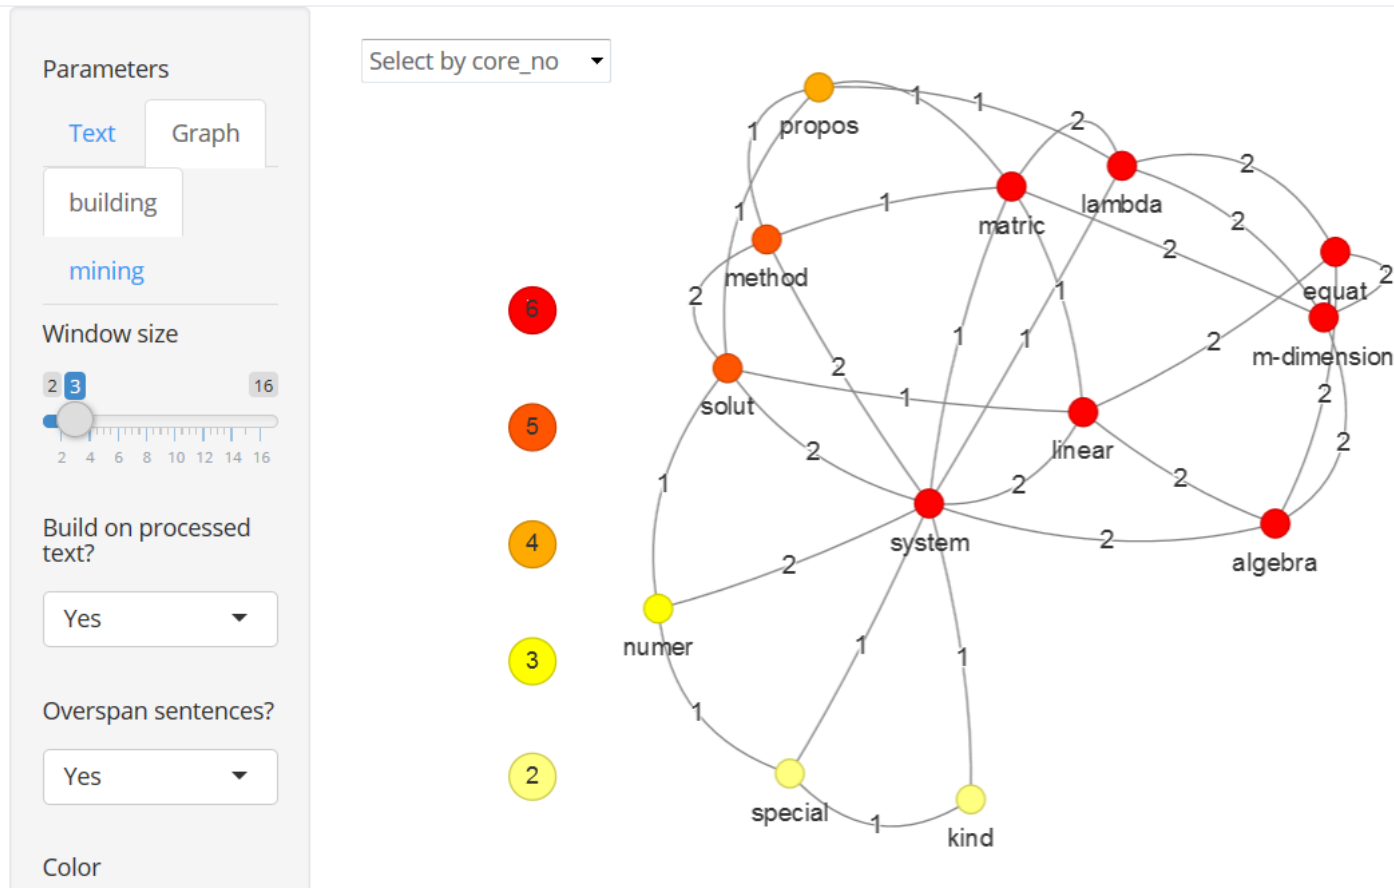 Parameters
Text
Graph
building
mining
Window size
2 3 16
2 4 6 8 10 12 14 16
Build on processed
text?
Yes
Overspan sentences?
Yes
Color
Select by core_no
6
5
4
3
2
propos
lambda
matric
method
equat
m-dimension
solut
linear
system
algebra
numer
special
kind
1
1
2
1
2
1
1
2
2
2
2
1
1
1
2
2
1
2
2
2
2
2
1
2
2
1
1
1
1